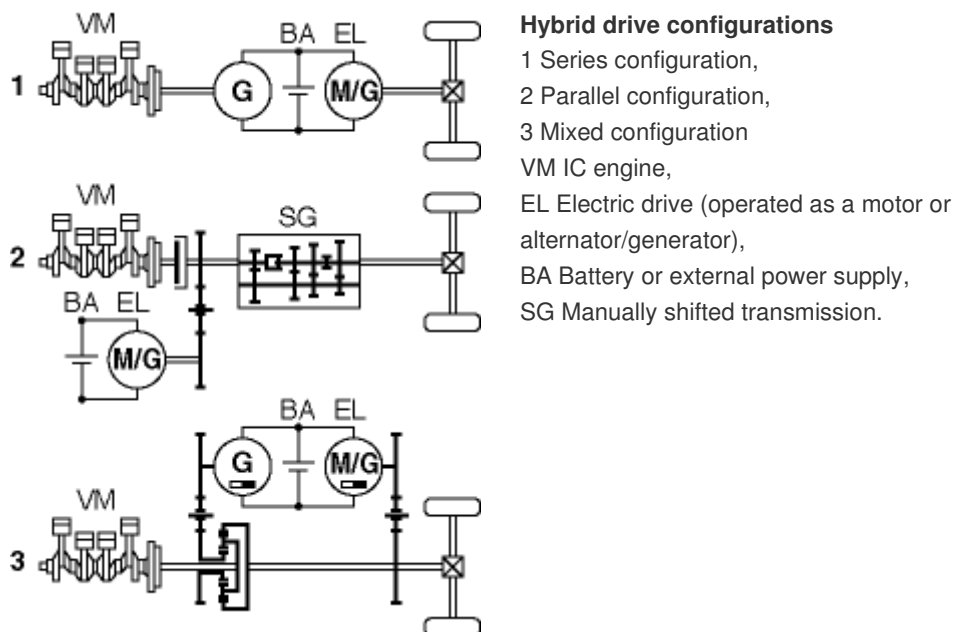 Hybrid drive configurations
1 Series configuration,
2 Parallel configuration,
3 Mixed configuration
VM IC engine,
EL Electric drive (operated as a motor or
alternator/generator),
BA Battery or external power supply,
SG Manually shifted transmission.
VM
BA EL
1
G
M/G
VM
SG
2
BA EL
M/G
BA EL
G
M/G
VM
3